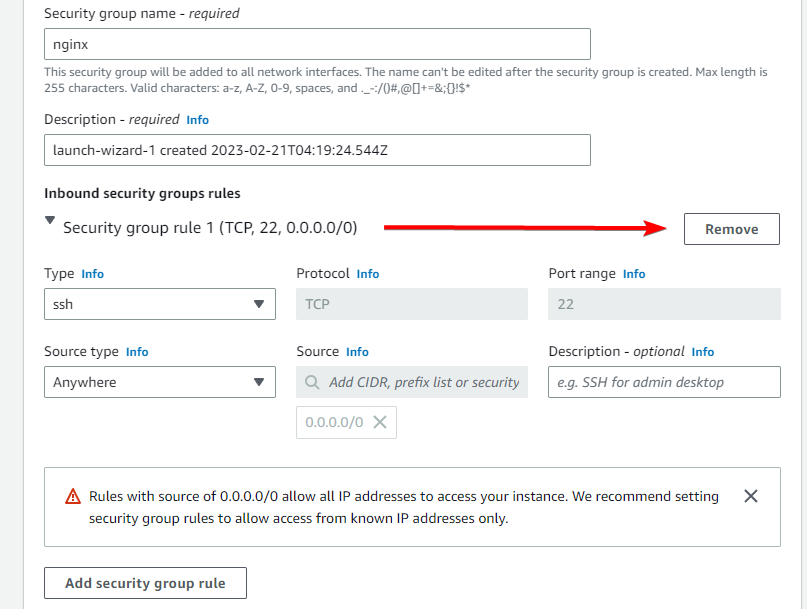 Security group name - required
nginx
This security group will be added to all network interfaces. The name can't be edited after the security group is created. Max length is
255 characters. Valid characters: a-z, A-Z, 0-9, spaces, and ._-:/()#,@[]+=&;{}!$*
Description - required Info
launch-wizard-1 created 2023-02-21T04:19:24.544Z
Inbound security groups rules
Security group rule 1 (TCP, 22, 0.0.0.0/0)
Remove
Type Info
Protocol Info
Port range Info
ssh
TCP
22
Source type Info
Source Info
Description - optional Info
Anywhere
Add CIDR, prefix list or security
e.g. SSH for admin desktop
0.0.0.0/0
Rules with source of 0.0.0.0/0 allow all IP addresses to access your instance. We recommend setting
security group rules to allow access from known IP addresses only.
Add security group rule